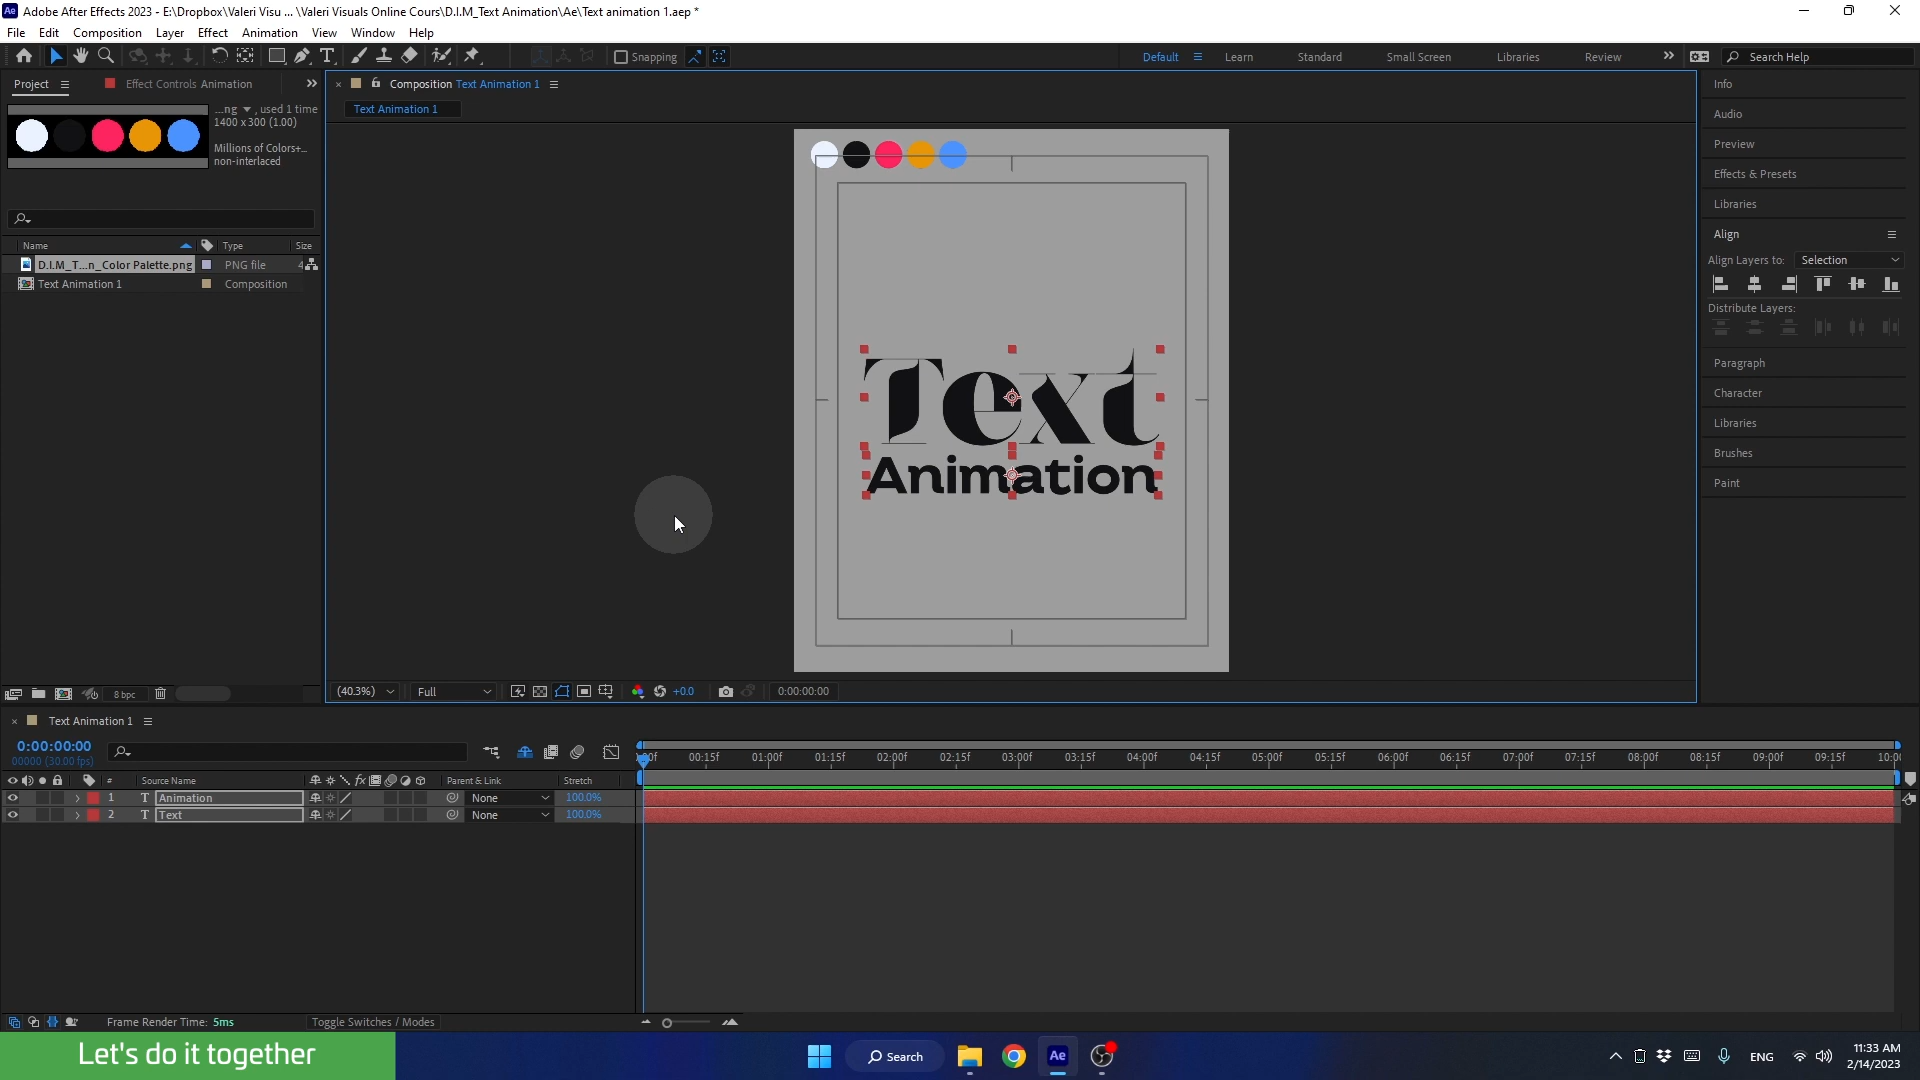 Adobe After Effects 2023 - E:\Dropbox\Valeri Visu ... \Valeri Visuals Online Cours\D.I.M_Text Animation\Ae\Text animation 1.aep *
File Edit Composition Layer Effect Animation View Window Help
Snapping Default Learn Standard Small Screen Libraries Review Search Help
Project Effect Controls Animation
...ng , used 1 time
1400 x 300 (1.00)
Millions of Colors+...
non-interlaced
Name Type Size
D.I.M_T...n_Color Palette.png PNG file 4
Text Animation 1 Composition
8 bpc
Composition Text Animation 1
Text Animation 1
Text
Animation
(40.3%) Full +0.0 0:00:00:00
Info
Audio
Preview
Effects & Presets
Libraries
Align
Align Layers to: Selection
Distribute Layers:
Paragraph
Character
Libraries
Brushes
Paint
Text Animation 1
0:00:00:00
00000 (30.00 fps)
00:15f 01:00f 01:15f 02:00f 02:15f 03:00f 03:15f 04:00f 04:15f 05:00f 05:15f 06:00f 06:15f 07:00f 07:15f 08:00f 08:15f 09:00f 09:15f 10:00
# Source Name Parent & Link Stretch
1 T Animation None 100.0%
2 T Text None 100.0%
Frame Render Time: 5ms Toggle Switches / Modes
Let's do it together
Search
ENG
11:33 AM
2/14/2023